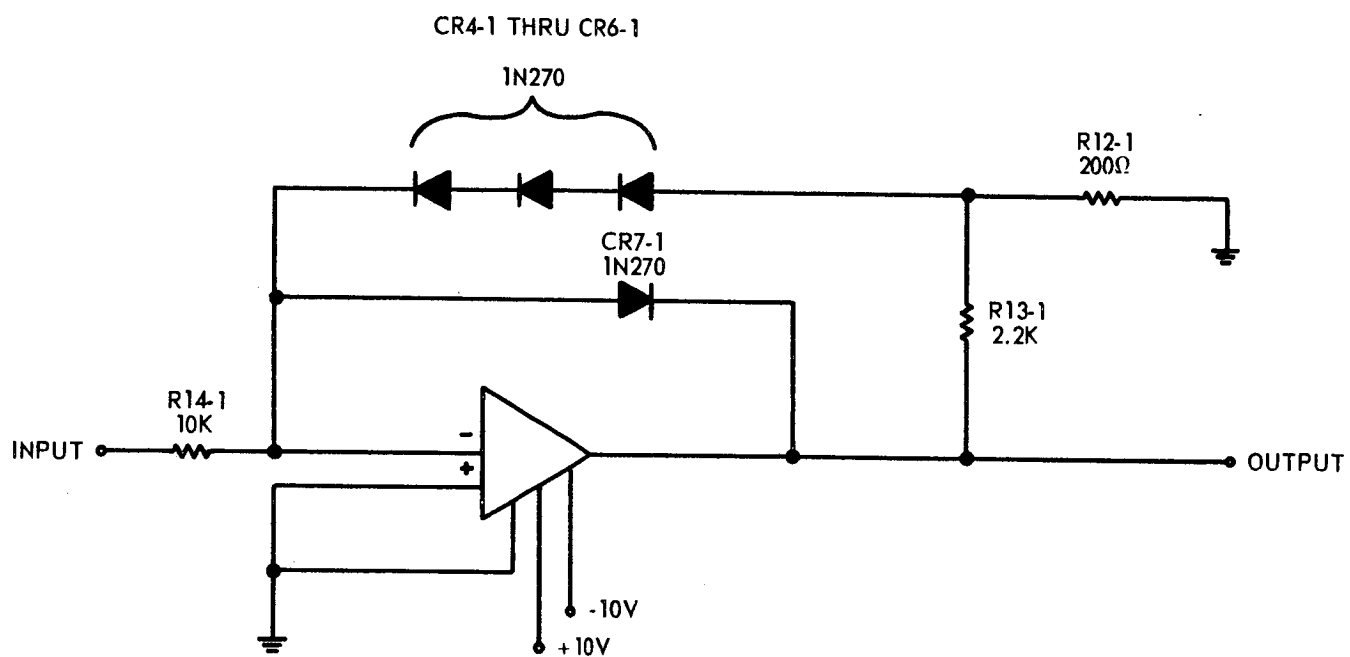 CR4-1 THRU CR6-1
1N270
R12-1
200Ω
CR7-1
1N270
R13-1
2.2K
R14-1
10K
INPUT
-
+
OUTPUT
-10V
+10V